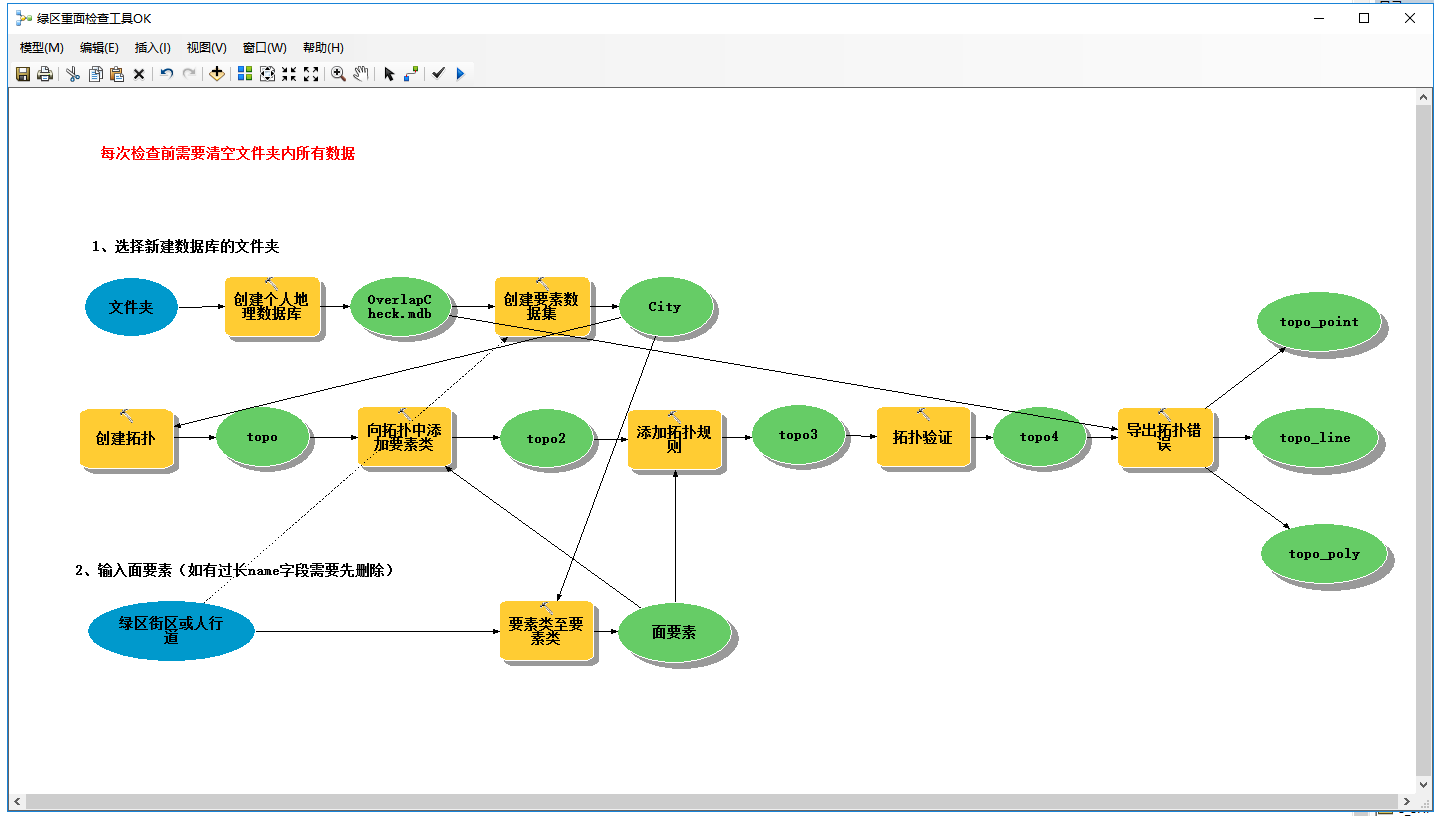 绿区重面检查工具OK
模型(M) 编辑(E) 插入(I) 视图(V) 窗口(W) 帮助(H)
每次检查前需要清空文件夹内所有数据
1、选择新建数据库的文件夹
文件夹
创建个人地
理数据库
OverlapC
heck.mdb
创建要素数
据集
City
topo_point
创建拓扑
topo
向拓扑中添
加要素类
topo2
添加拓扑规
则
topo3
拓扑验证
topo4
导出拓扑错
误
topo_line
topo_poly
2、输入面要素（如有过长name字段需要先删除）
绿区街区或人行
道
要素类至要
素类
面要素